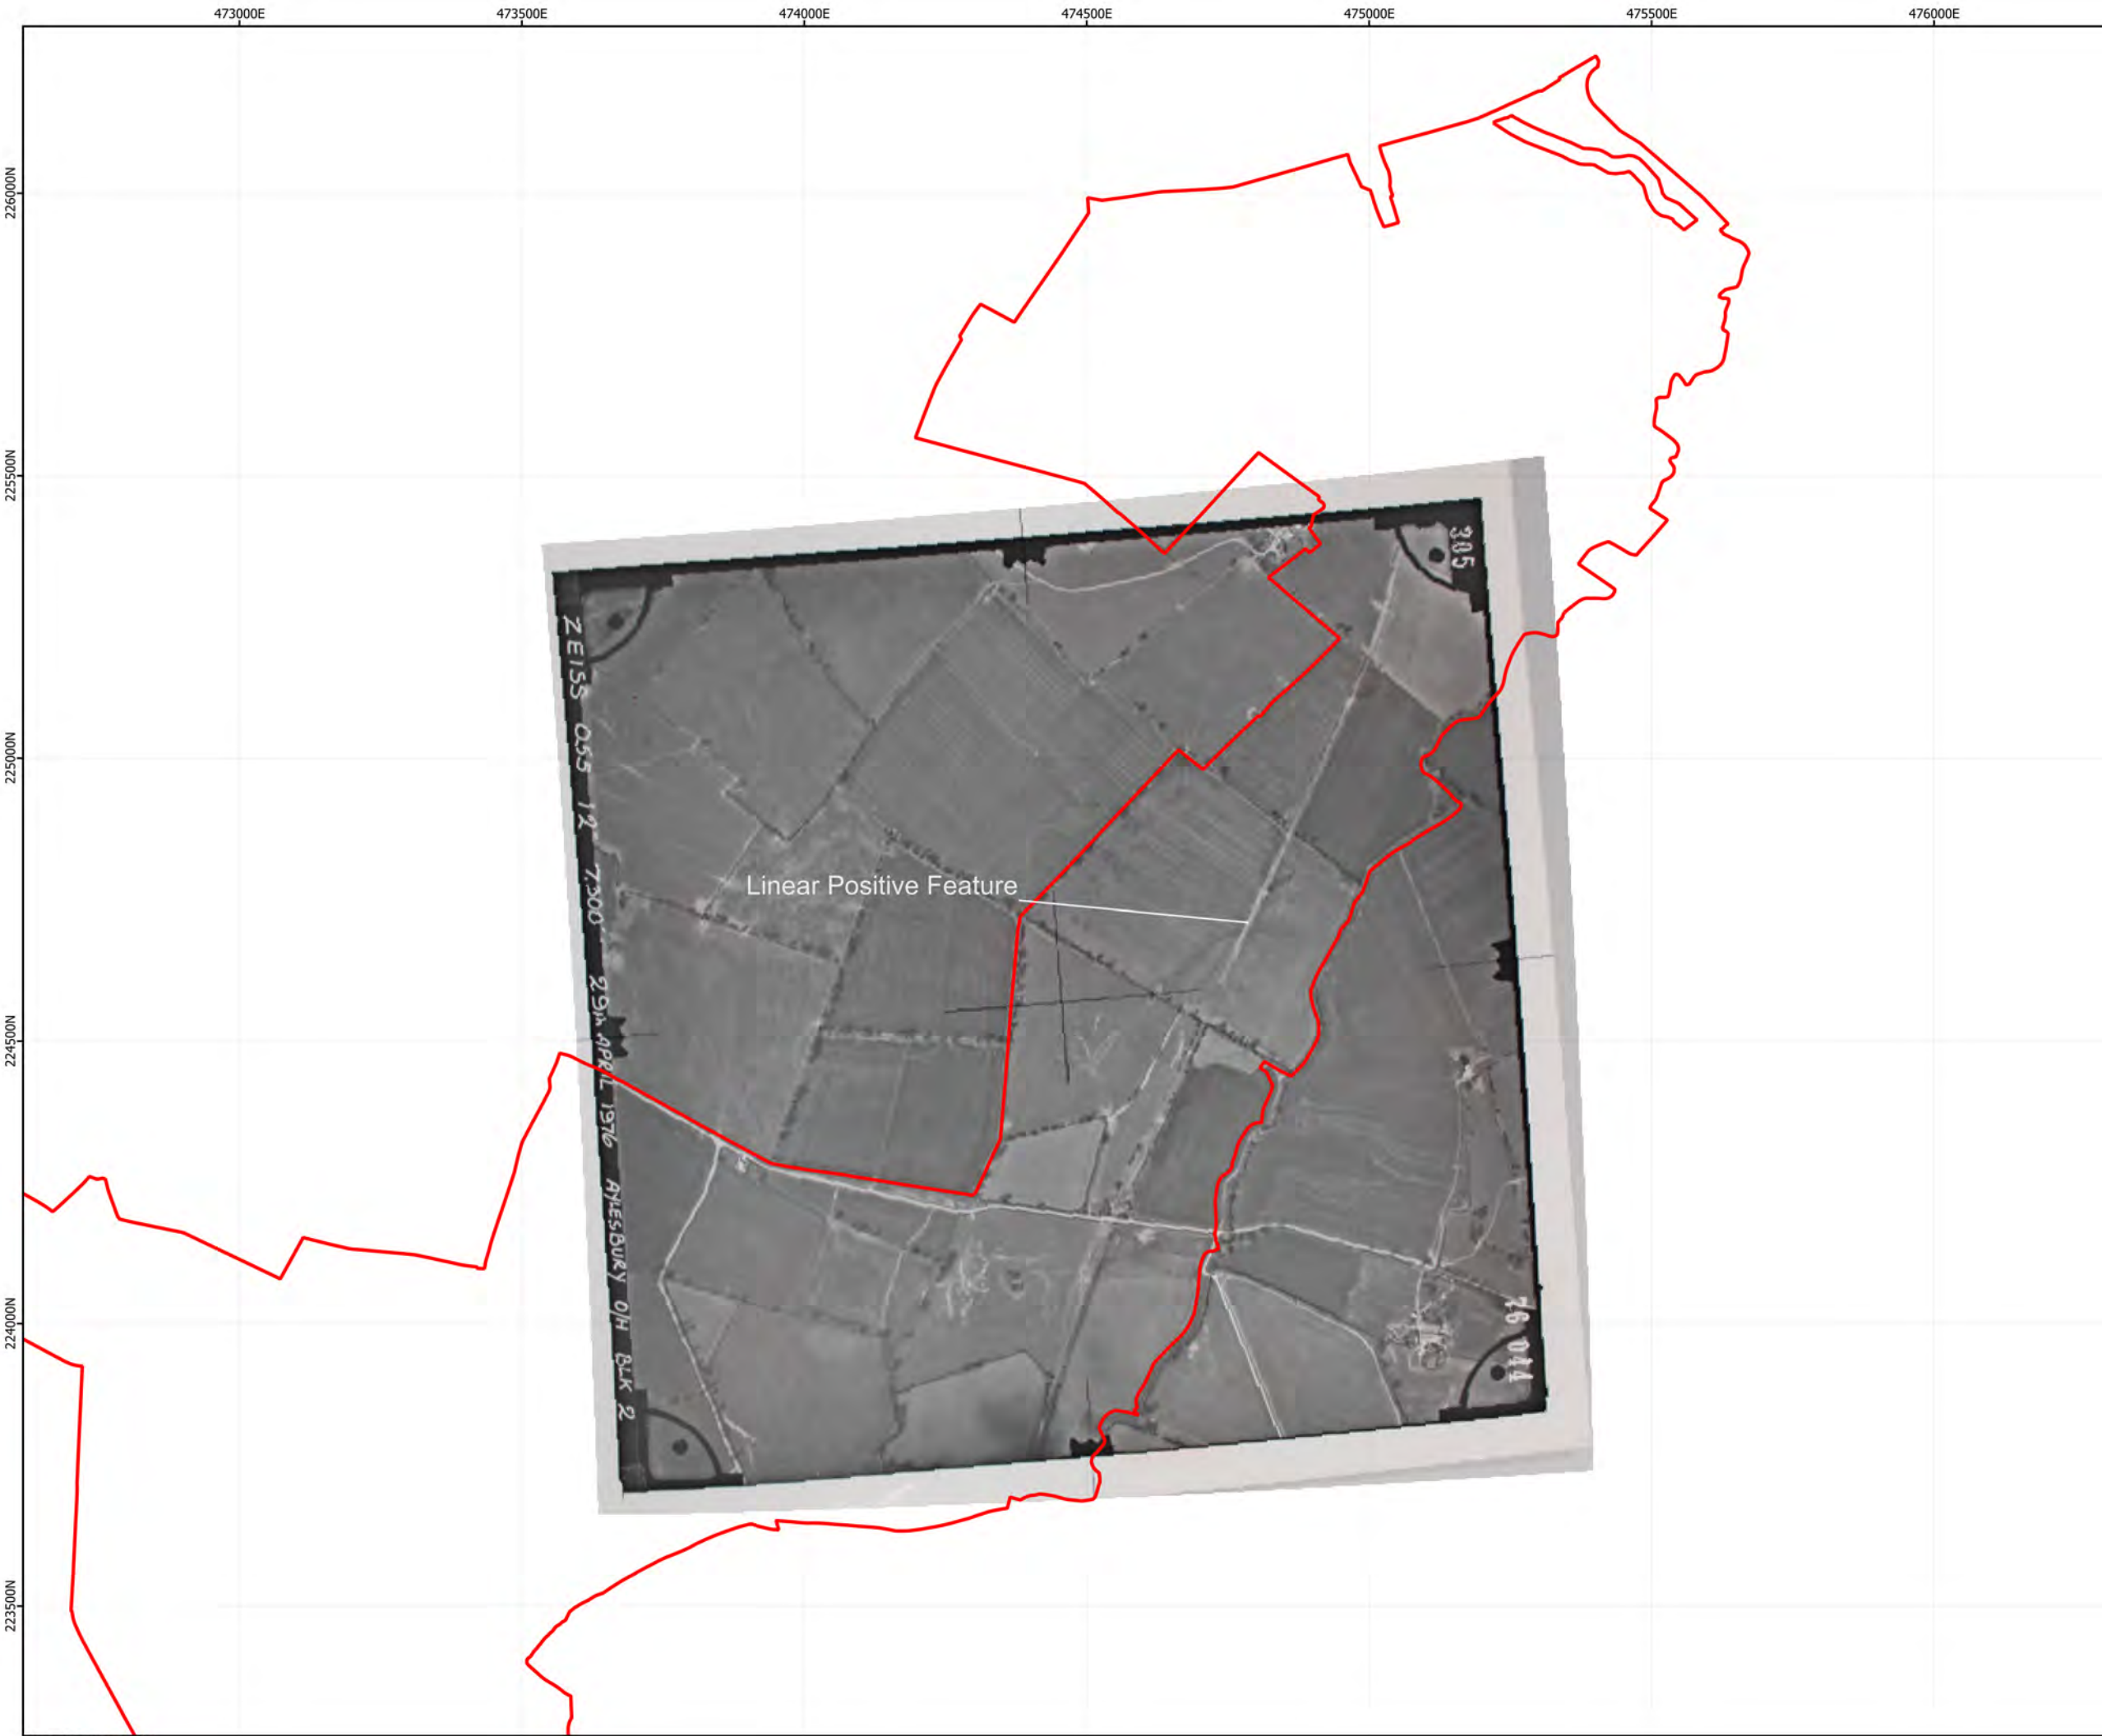 473000E 473500E 474000E 474500E 475000E 475500E 476000E
226000N
225500N
225000N
224500N
224000N
223500N
305
ZEISS 055 12 7,300' 29th APRIL 1976 AYLESBURY O/H BLK 2
Linear Positive Feature
76 044